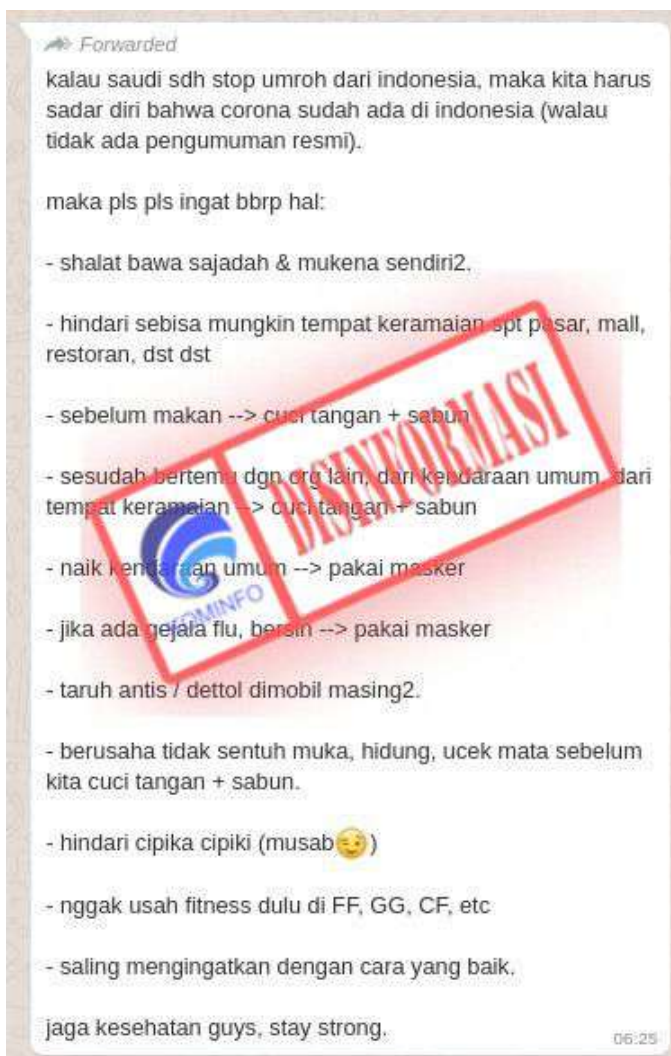 Forwarded
kalau saudi sdh stop umroh dari indonesia, maka kita harus
sadar diri bahwa corona sudah ada di indonesia (walau
tidak ada pengumuman resmi).
maka pls pls ingat bbrp hal:
- shalat bawa sajadah & mukena sendiri2.
- hindari sebisa mungkin tempat keramaian spt pasar, mall,
restoran, dst dst
- sebelum makan --> cuci tangan + sabun
- sesudah bertemu dgn org lain, dari kendaraan umum, dari
tempat keramaian --> cuci tangan + sabun
- naik kendaraan umum --> pakai masker
- jika ada gejala flu, bersin --> pakai masker
- taruh antis / dettol dimobil masing2.
- berusaha tidak sentuh muka, hidung, ucek mata sebelum
kita cuci tangan + sabun.
- hindari cipika cipiki (musab😏)
- nggak usah fitness dulu di FF, GG, CF, etc
- saling mengingatkan dengan cara yang baik.
jaga kesehatan guys, stay strong.
06:25
DISINFORMASI
KOMINFO